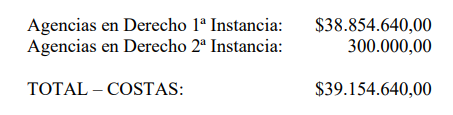 Agencias en Derecho 1ª Instancia: $38.854.640,00
Agencias en Derecho 2ª Instancia: 300.000,00
TOTAL – COSTAS: $39.154.640,00